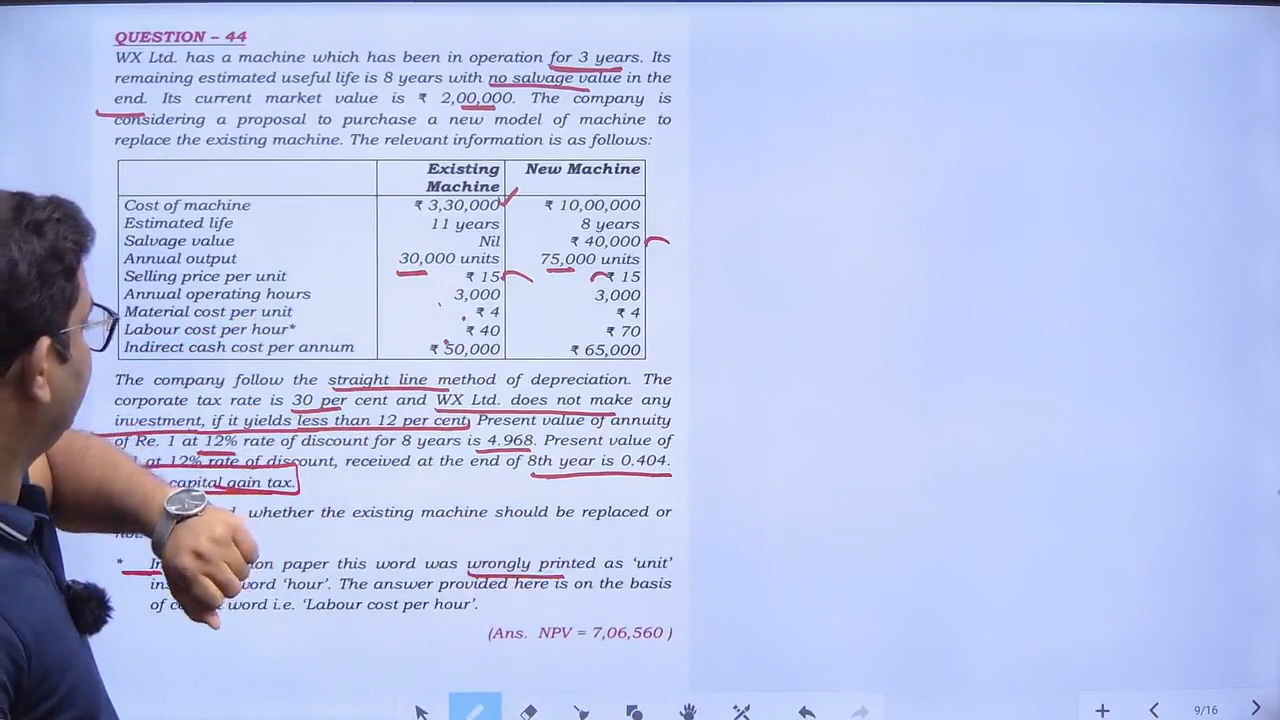 QUESTION – 44
WX Ltd. has a machine which has been in operation for 3 years. Its
remaining estimated useful life is 8 years with no salvage value in the
end. Its current market value is ₹ 2,00,000. The company is
considering a proposal to purchase a new model of machine to
replace the existing machine. The relevant information is as follows:
Existing Machine New Machine
Cost of machine ₹ 3,30,000 ₹ 10,00,000
Estimated life 11 years 8 years
Salvage value Nil ₹ 40,000
Annual output 30,000 units 75,000 units
Selling price per unit ₹ 15 ₹ 15
Annual operating hours 3,000 3,000
Material cost per unit ₹ 4 ₹ 4
Labour cost per hour* ₹ 40 ₹ 70
Indirect cash cost per annum ₹ 50,000 ₹ 65,000
The company follow the straight line method of depreciation. The
corporate tax rate is 30 per cent and WX Ltd. does not make any
investment, if it yields less than 12 per cent. Present value of annuity
of Re. 1 at 12% rate of discount for 8 years is 4.968. Present value of
at 12% rate of discount, received at the end of 8th year is 0.404.
capital gain tax.
whether the existing machine should be replaced or
* paper this word was wrongly printed as 'unit'
word 'hour'. The answer provided here is on the basis
of word i.e. 'Labour cost per hour'.
(Ans. NPV = 7,06,560 )
9/16